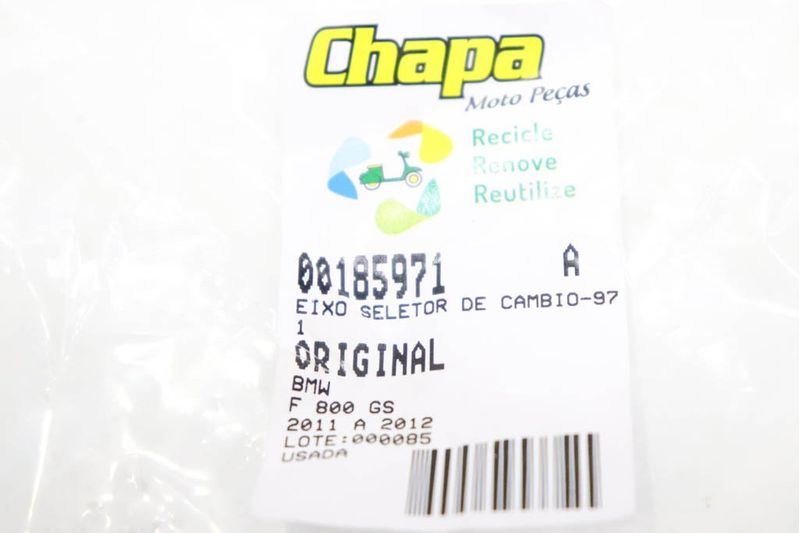 Chapa
Moto Peças
Recicle
Renove
Reutilize
00185971 A
EIXO SELETOR DE CAMBIO-97
1
ORIGINAL
BMW
F 800 GS
2011 A 2012
LOTE:000085
USADA